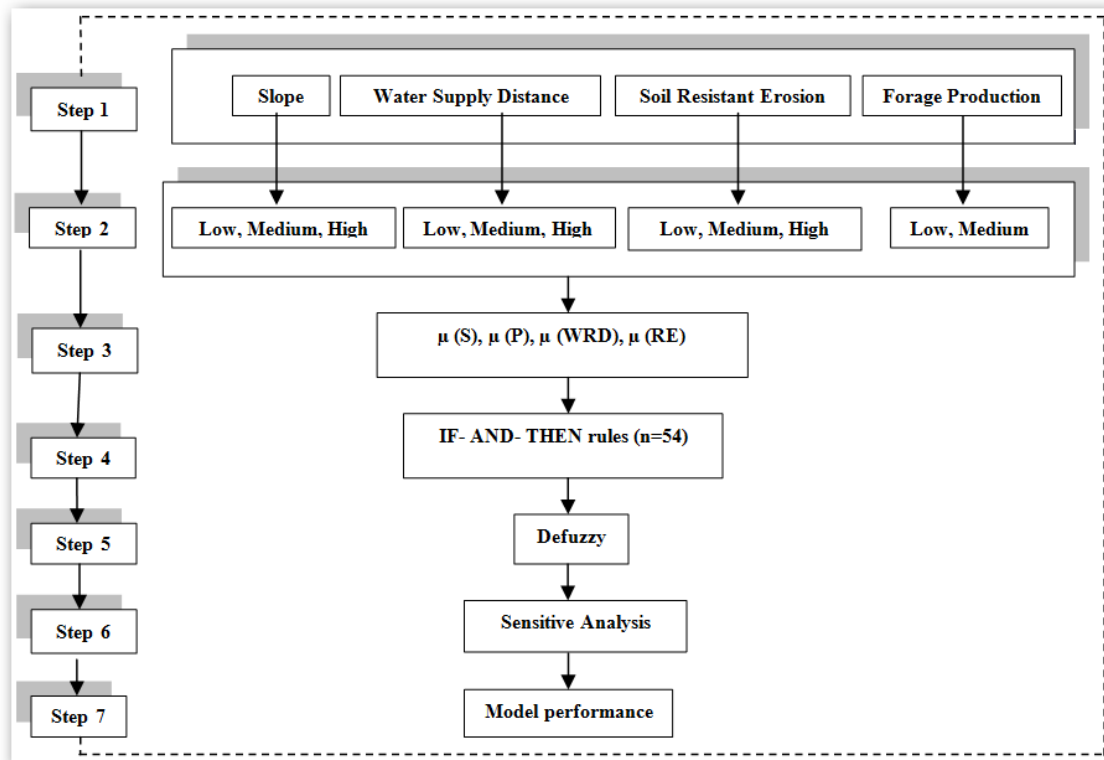 Step 1
Slope
Water Supply Distance
Soil Resistant Erosion
Forage Production
Step 2
Low, Medium, High
Low, Medium, High
Low, Medium, High
Low, Medium
Step 3
µ (S), µ (P), µ (WRD), µ (RE)
Step 4
IF- AND- THEN rules (n=54)
Step 5
Defuzzy
Step 6
Sensitive Analysis
Step 7
Model performance